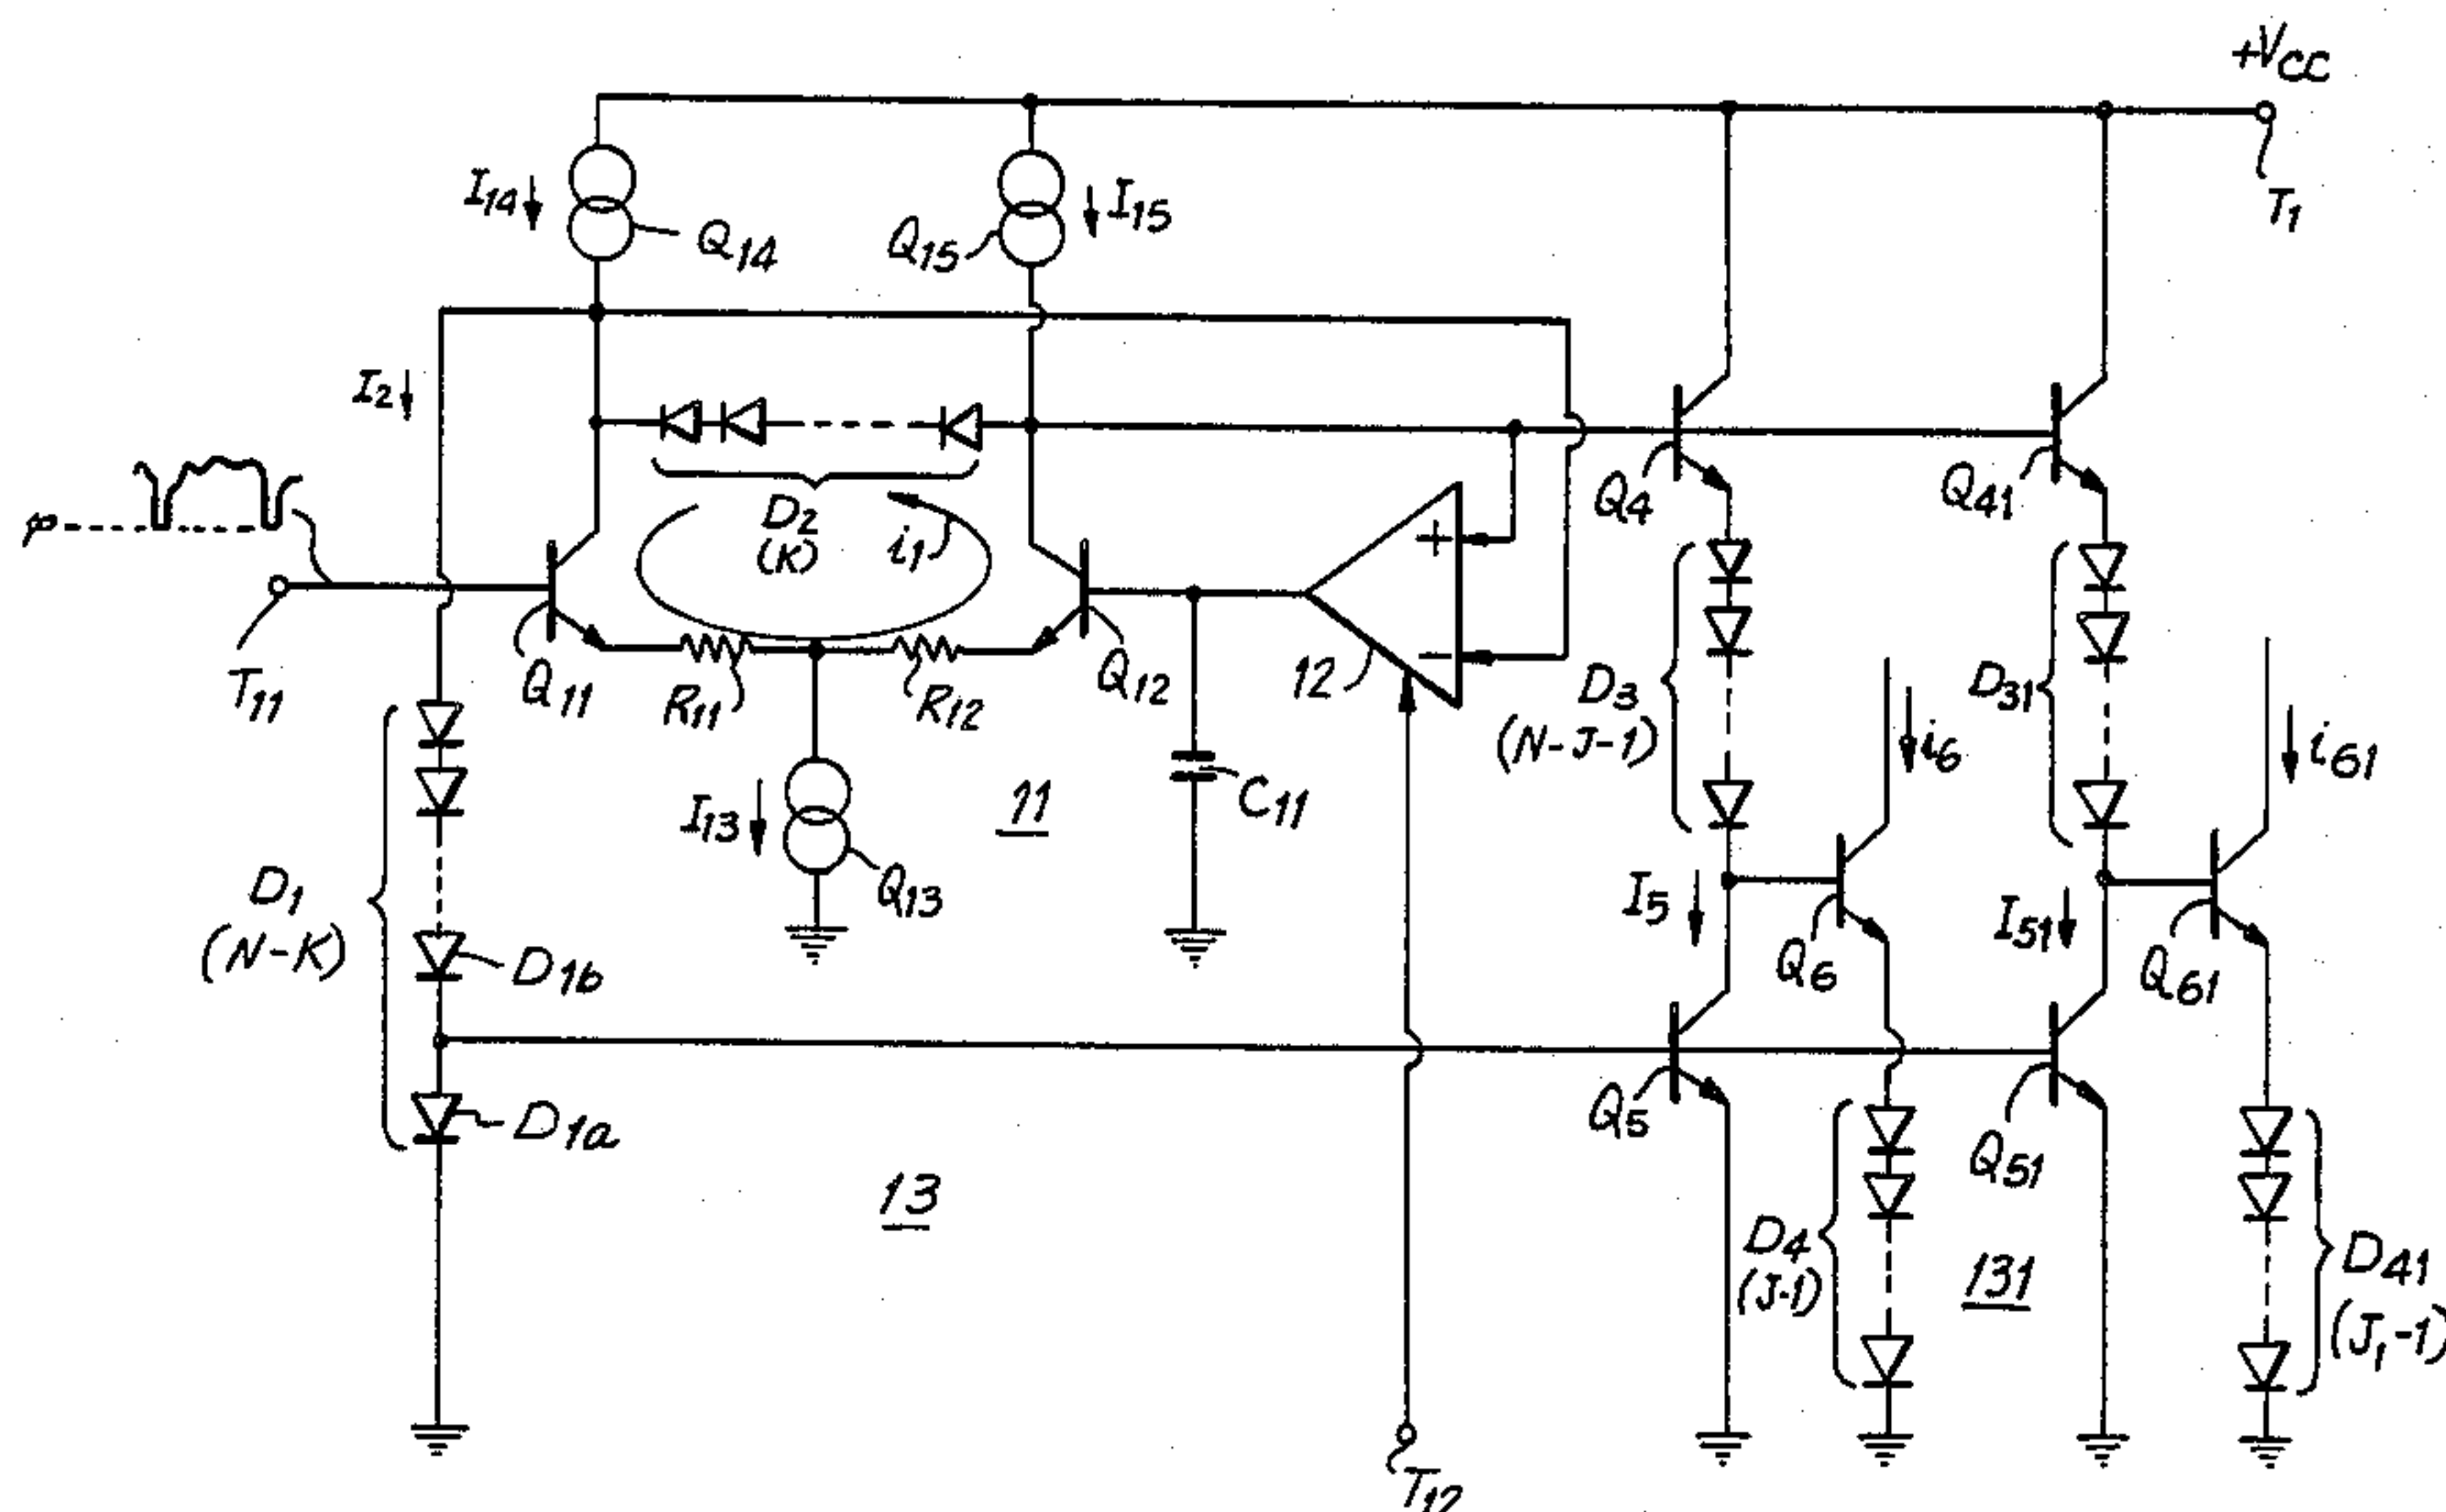 +VCC
T1
I14
Q14
Q15
I15
I2
D2
(K)
i1
Q4
Q41
T11
Q11
R11
R12
Q12
12
+
−
D3
(N-J-1)
D31
i6
i61
I13
Q13
11
C11
D1
(N-K)
D1b
D1a
I5
I51
Q6
Q61
Q5
Q51
13
D4
(J-1)
131
D41
(J1-1)
T12